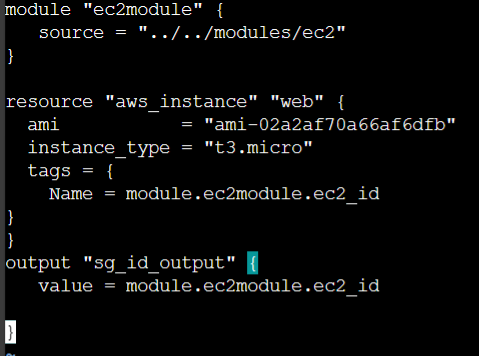 module "ec2module" {
   source = "../../modules/ec2"
}

resource "aws_instance" "web" {
  ami           = "ami-02a2af70a66af6dfb"
  instance_type = "t3.micro"
  tags = {
    Name = module.ec2module.ec2_id
}
}
output "sg_id_output" {
   value = module.ec2module.ec2_id

}
~